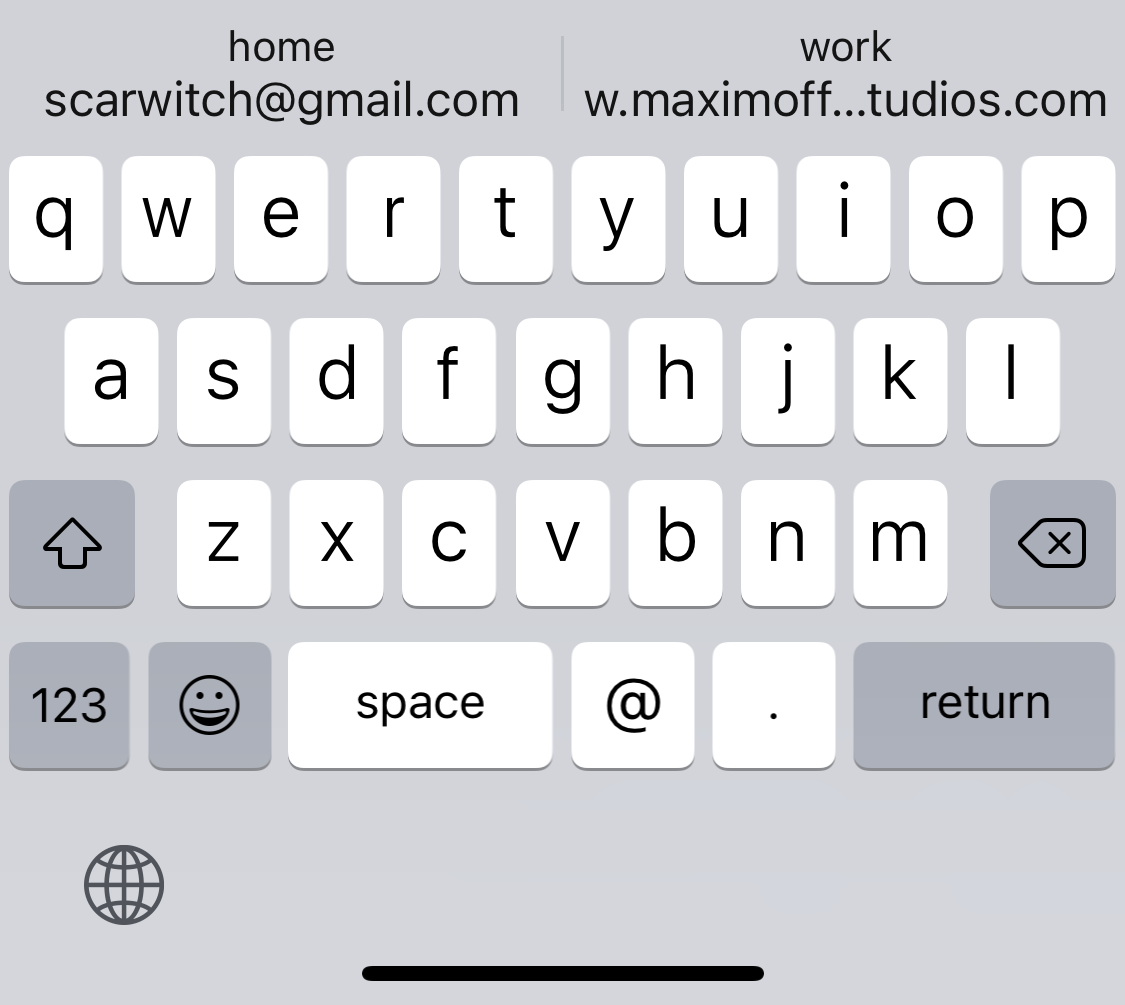 home
work
scarwitch@gmail.com
w.maximoff...tudios.com
q w e r t y u i o p
a s d f g h j k l
z x c v b n m
123 space @ . return